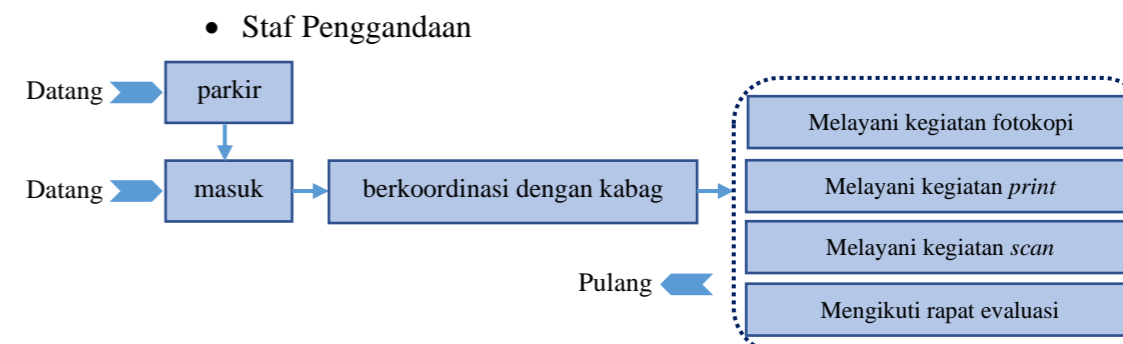 • Staf Penggandaan
Datang
parkir
Datang
masuk
berkoordinasi dengan kabag
Melayani kegiatan fotokopi
Melayani kegiatan print
Melayani kegiatan scan
Mengikuti rapat evaluasi
Pulang